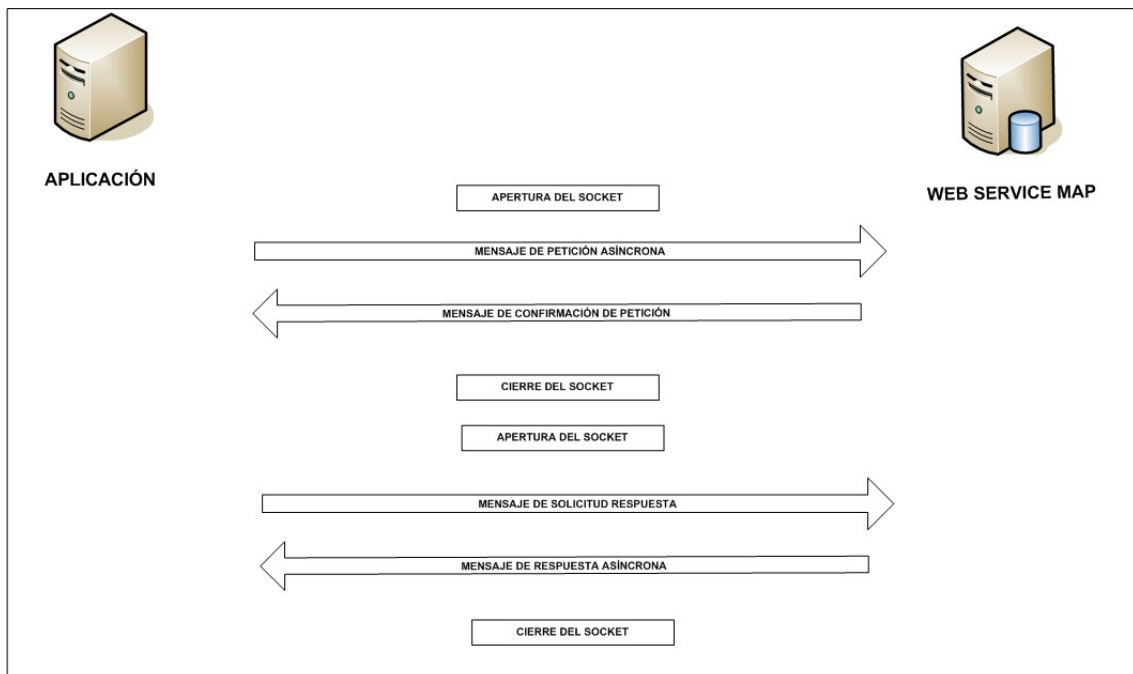 APLICACIÓN
WEB SERVICE MAP
APERTURA DEL SOCKET
MENSAJE DE PETICIÓN ASÍNCRONA
MENSAJE DE CONFIRMACIÓN DE PETICIÓN
CIERRE DEL SOCKET
APERTURA DEL SOCKET
MENSAJE DE SOLICITUD RESPUESTA
MENSAJE DE RESPUESTA ASÍNCRONA
CIERRE DEL SOCKET